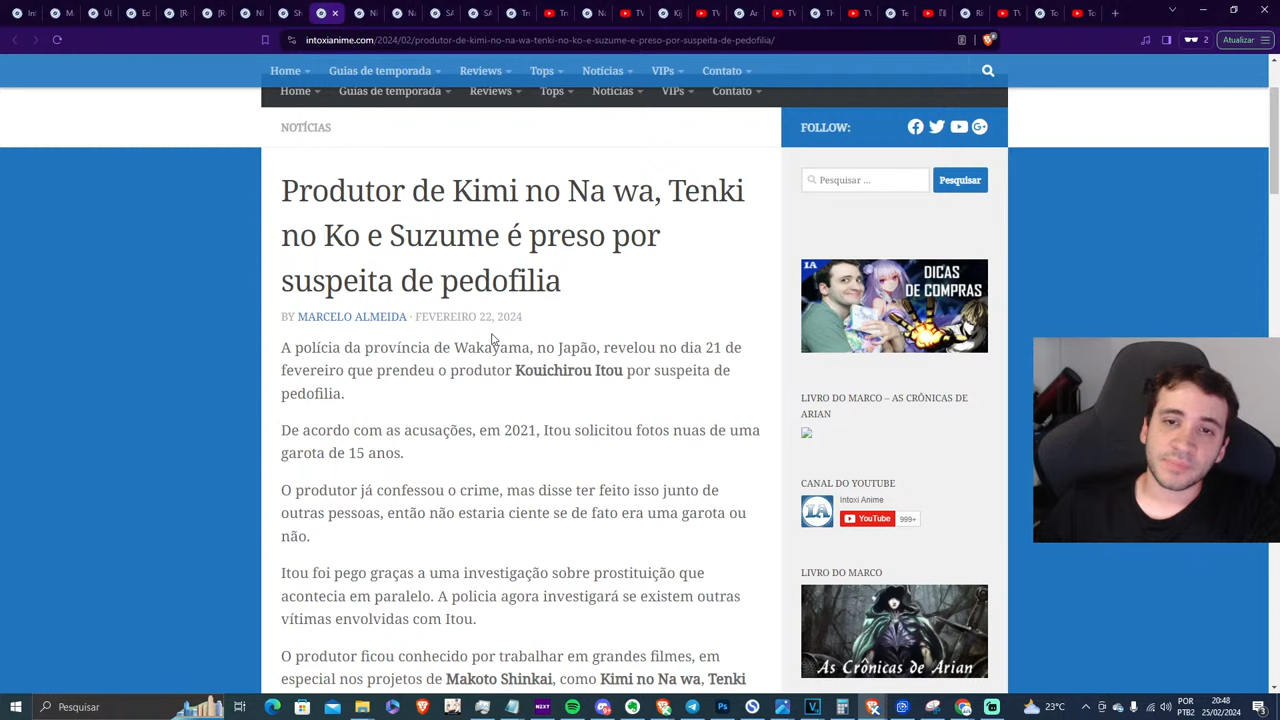 intoxianime.com/2024/02/produtor-de-kimi-no-na-wa-tenki-no-ko-e-suzume-e-preso-por-suspeita-de-pedofilia/
2
Atualizar
Home
Guias de temporada
Reviews
Tops
Notícias
VIPs
Contato
Home
Guias de temporada
Reviews
Tops
Notícias
VIPs
Contato
NOTÍCIAS
FOLLOW:
Produtor de Kimi no Na wa, Tenki
no Ko e Suzume é preso por
suspeita de pedofilia
BY MARCELO ALMEIDA · FEVEREIRO 22, 2024
A polícia da província de Wakayama, no Japão, revelou no dia 21 de
fevereiro que prendeu o produtor Kouichirou Itou por suspeita de
pedofilia.
De acordo com as acusações, em 2021, Itou solicitou fotos nuas de uma
garota de 15 anos.
O produtor já confessou o crime, mas disse ter feito isso junto de
outras pessoas, então não estaria ciente se de fato era uma garota ou
não.
Itou foi pego graças a uma investigação sobre prostituição que
acontecia em paralelo. A policia agora investigará se existem outras
vítimas envolvidas com Itou.
O produtor ficou conhecido por trabalhar em grandes filmes, em
especial nos projetos de Makoto Shinkai, como Kimi no Na wa, Tenki
Pesquisar ...
Pesquisar
IA
DICAS
DE COMPRAS
LIVRO DO MARCO – AS CRÔNICAS DE
ARIAN
CANAL DO YOUTUBE
IA
Intoxi Anime
YouTube
999+
LIVRO DO MARCO
As Crônicas de Arian
Pesquisar
23°C
POR
PTB2
20:48
25/02/2024